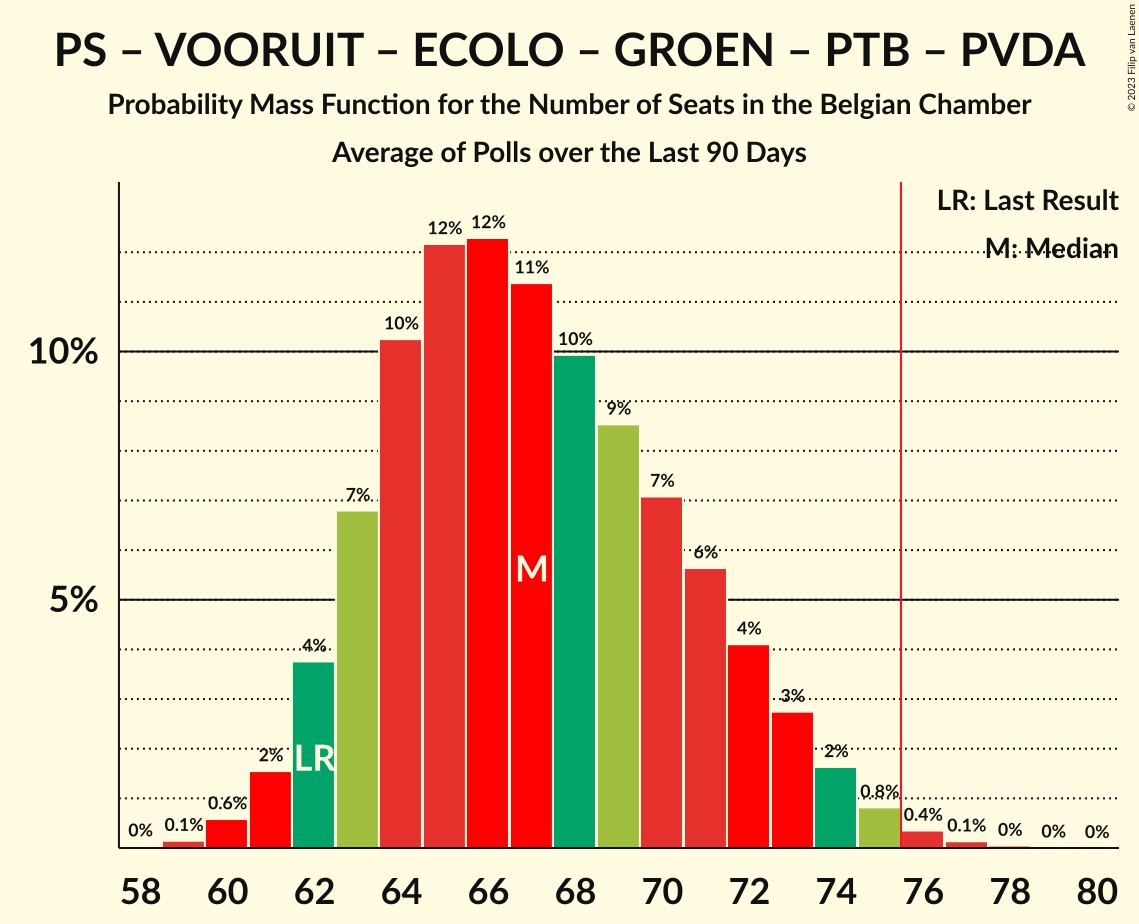 PS – VOORUIT – ECOLO – GROEN – PTB – PVDA
Probability Mass Function for the Number of Seats in the Belgian Chamber
Average of Polls over the Last 90 Days
© 2023 Filip van Laenen
LR: Last Result
M: Median
10%
5%
0%
0.1%
0.6%
2%
4%
7%
10%
12%
12%
11%
10%
9%
7%
6%
4%
3%
2%
0.8%
0.4%
0.1%
0%
0%
0%
LR
M
58 60 62 64 66 68 70 72 74 76 78 80